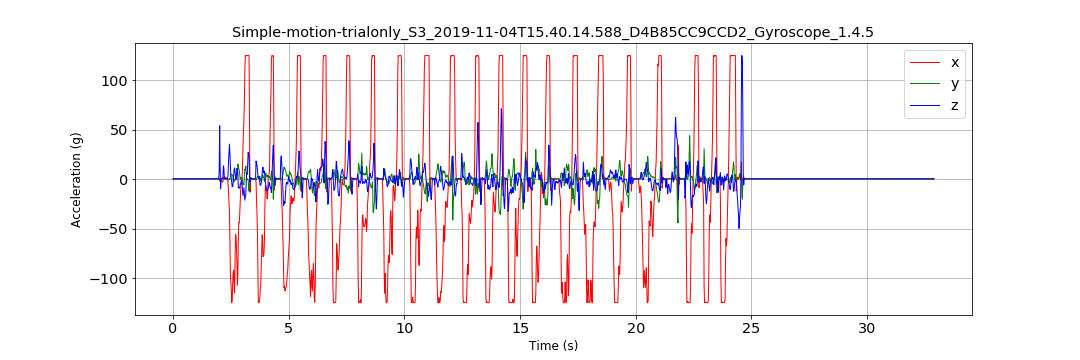 Simple-motion-trialonly_S3_2019-11-04T15.40.14.588_D4B85CC9CCD2_Gyroscope_1.4.5
x
y
z
100
50
0
−50
−100
Acceleration (g)
0 5 10 15 20 25 30
Time (s)